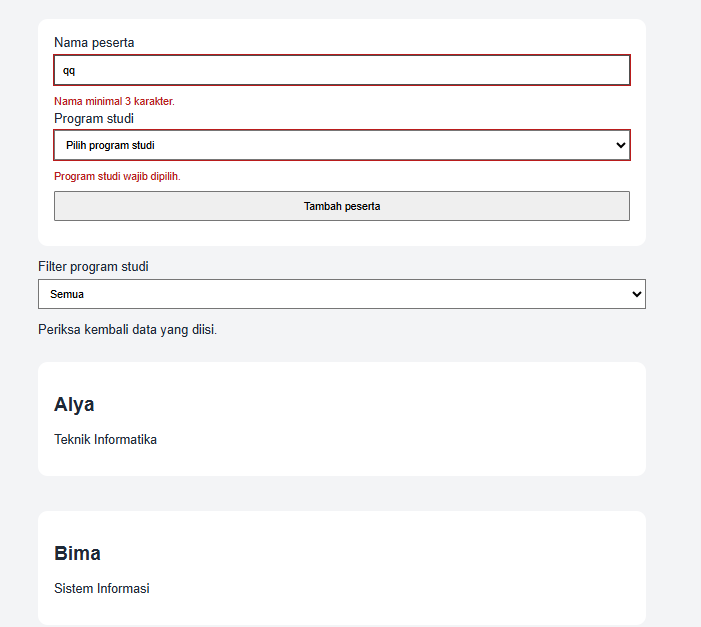 Nama peserta
qq
Nama minimal 3 karakter.
Program studi
Pilih program studi
Program studi wajib dipilih.
Tambah peserta
Filter program studi
Semua
Periksa kembali data yang diisi.
Alya
Teknik Informatika
Bima
Sistem Informasi